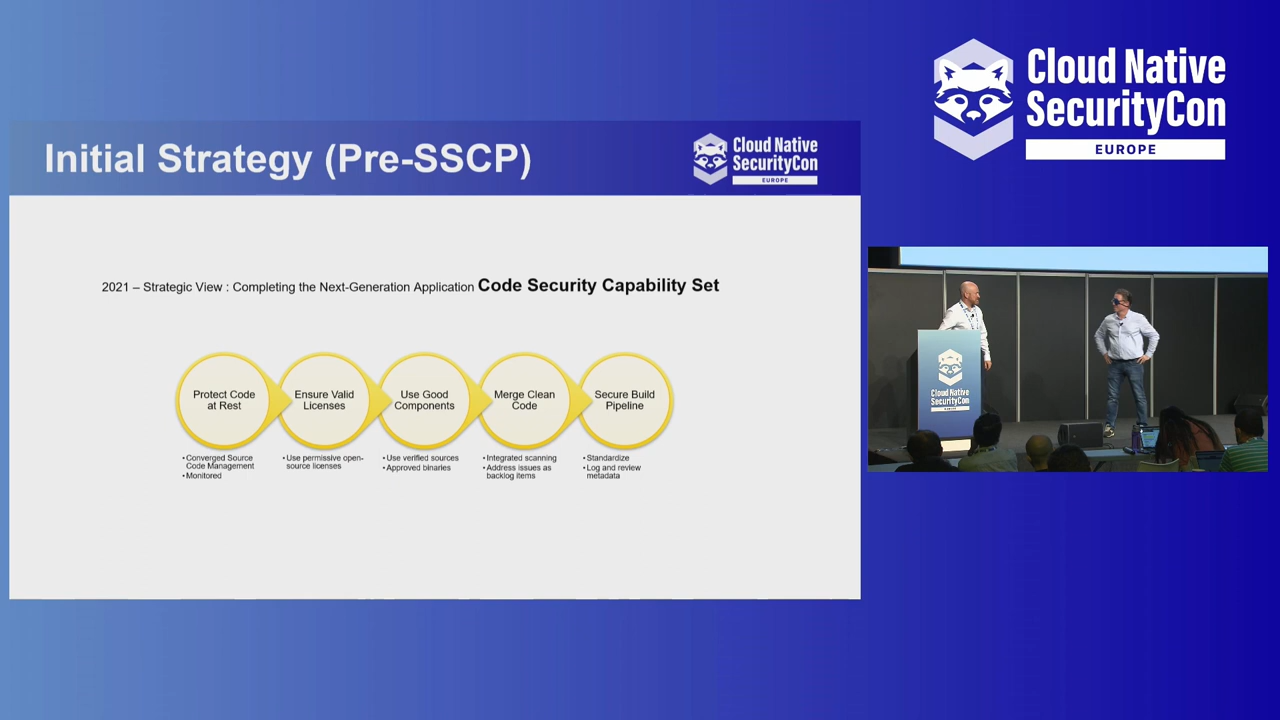 Cloud Native
SecurityCon
EUROPE
Initial Strategy (Pre-SSCP)
Cloud Native
SecurityCon
EUROPE
2021 – Strategic View : Completing the Next-Generation Application Code Security Capability Set
Protect Code
at Rest
Ensure Valid
Licenses
Use Good
Components
Merge Clean
Code
Secure Build
Pipeline
•Converged Source
Code Management
•Monitored
•Use permissive open-
source licenses
•Use verified sources
•Approved binaries
•Integrated scanning
•Address issues as
backlog items
•Standardize
•Log and review
metadata
Cloud Native
SecurityCon